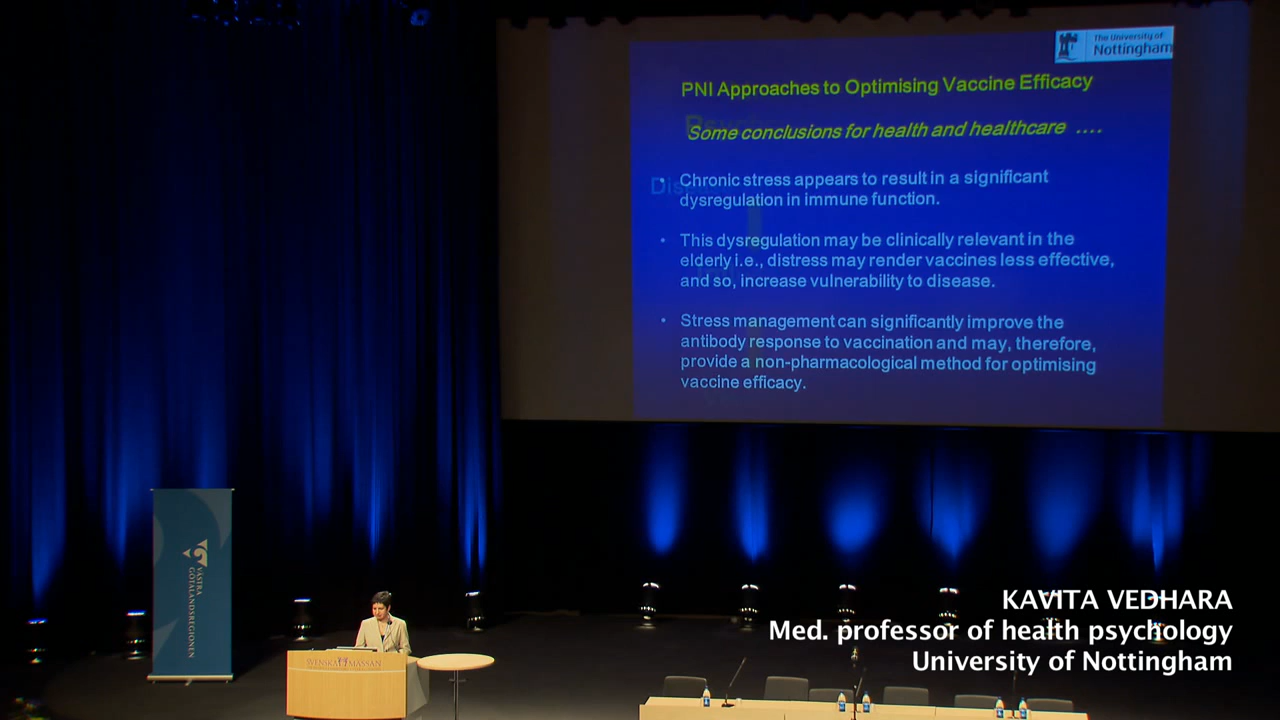 The University of
Nottingham
PNI Approaches to Optimising Vaccine Efficacy
Some conclusions for health and healthcare ....
• Chronic stress appears to result in a significant
dysregulation in immune function.
• This dysregulation may be clinically relevant in the
elderly i.e., distress may render vaccines less effective,
and so, increase vulnerability to disease.
• Stress management can significantly improve the
antibody response to vaccination and may, therefore,
provide a non-pharmacological method for optimising
vaccine efficacy.
VÄSTRA
GÖTALANDSREGIONEN
SVENSKA MÄSSAN
KAVITA VEDHARA
Med. professor of health psychology
University of Nottingham